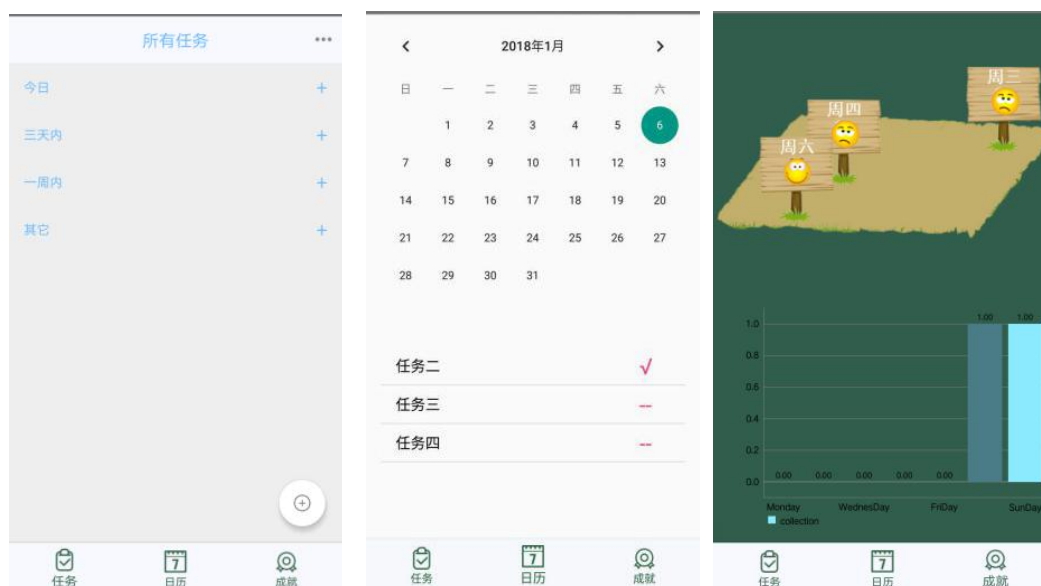 所有任务 •••
今日 +
三天内 +
一周内 +
其它 +
任务 7 日历 成就
< 2018年1月 >
日 一 二 三 四 五 六
1 2 3 4 5 6
7 8 9 10 11 12 13
14 15 16 17 18 19 20
21 22 23 24 25 26 27
28 29 30 31
任务二 √
任务三 --
任务四 --
任务 7 日历 成就
周三
周四
周六
1.00 1.00
1.0
0.8
0.6
0.4
0.2
0.00 0.00 0.00 0.00 0.00
0.0
Monday WednesDay FriDay SunDay
collection
任务 7 日历 成就